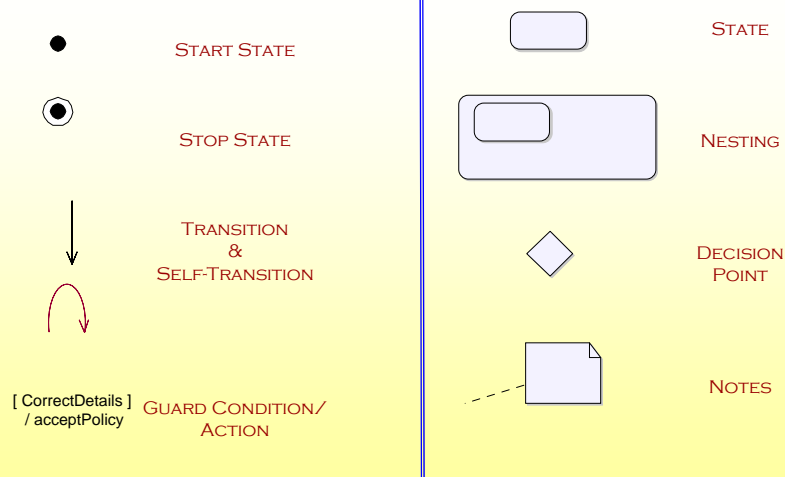 Start State
Stop State
Transition
&
Self-Transition
[ CorrectDetails ]
/ acceptPolicy
Guard Condition/
Action
State
Nesting
Decision
Point
Notes